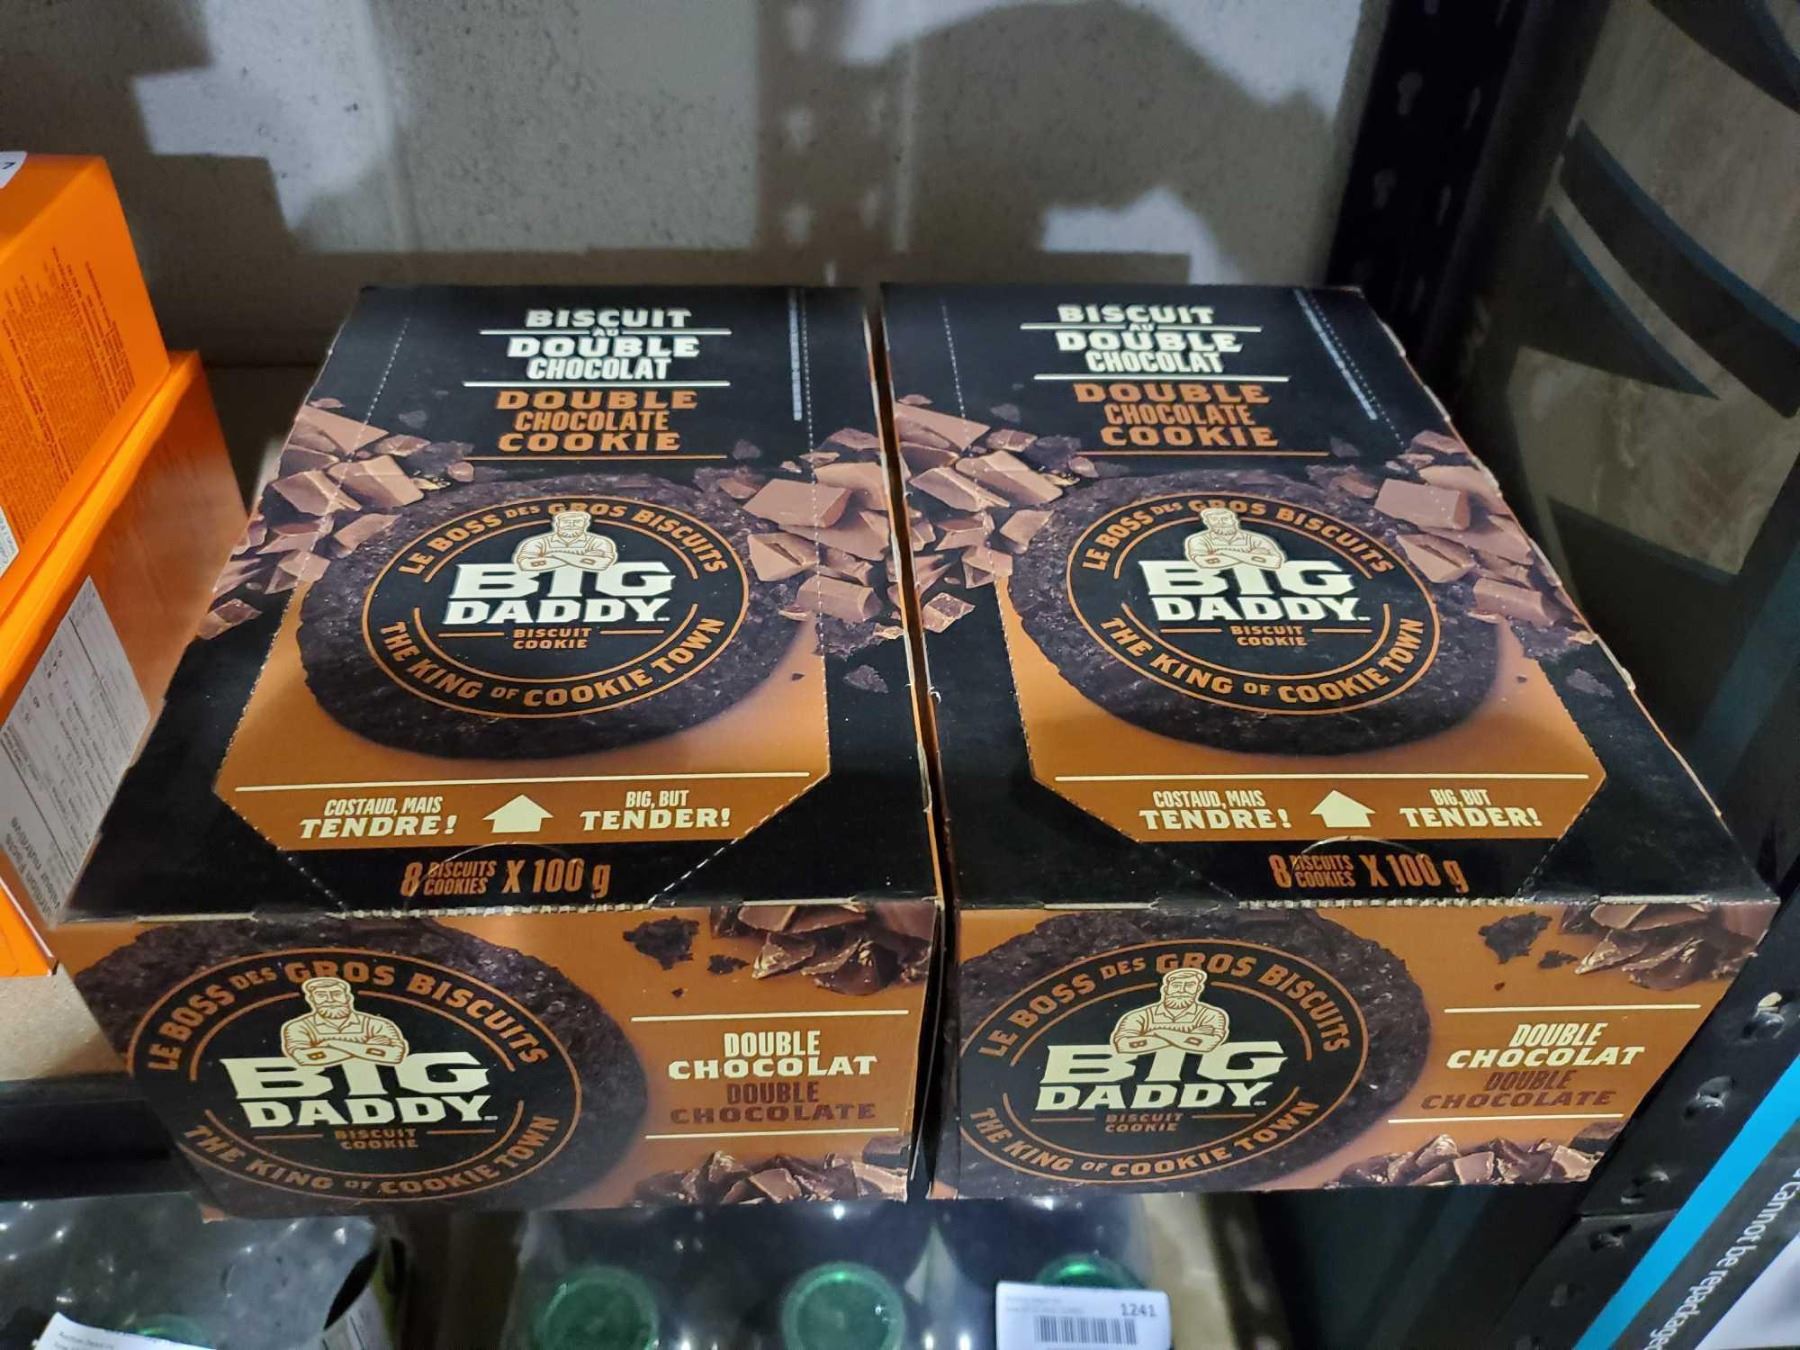 BISCUIT
AU
DOUBLE
CHOCOLAT
DOUBLE
CHOCOLATE
COOKIE
LE BOSS DES GROS BISCUITS
BIG
DADDY
BISCUIT
COOKIE
THE KING OF COOKIE TOWN
COSTAUD, MAIS
TENDRE!
BIG, BUT
TENDER!
8 BISCUITS COOKIES X 100 g
LE BOSS DES GROS BISCUITS
BIG
DADDY
BISCUIT
COOKIE
THE KING OF COOKIE TOWN
DOUBLE
CHOCOLAT
DOUBLE
CHOCOLATE
BISCUIT
AU
DOUBLE
CHOCOLAT
DOUBLE
CHOCOLATE
COOKIE
LE BOSS DES GROS BISCUITS
BIG
DADDY
BISCUIT
COOKIE
THE KING OF COOKIE TOWN
COSTAUD, MAIS
TENDRE!
BIG, BUT
TENDER!
8 BISCUITS COOKIES X 100 g
LE BOSS DES GROS BISCUITS
BIG
DADDY
BISCUIT
COOKIE
THE KING OF COOKIE TOWN
DOUBLE
CHOCOLAT
DOUBLE
CHOCOLATE
1241
cannot be repackage